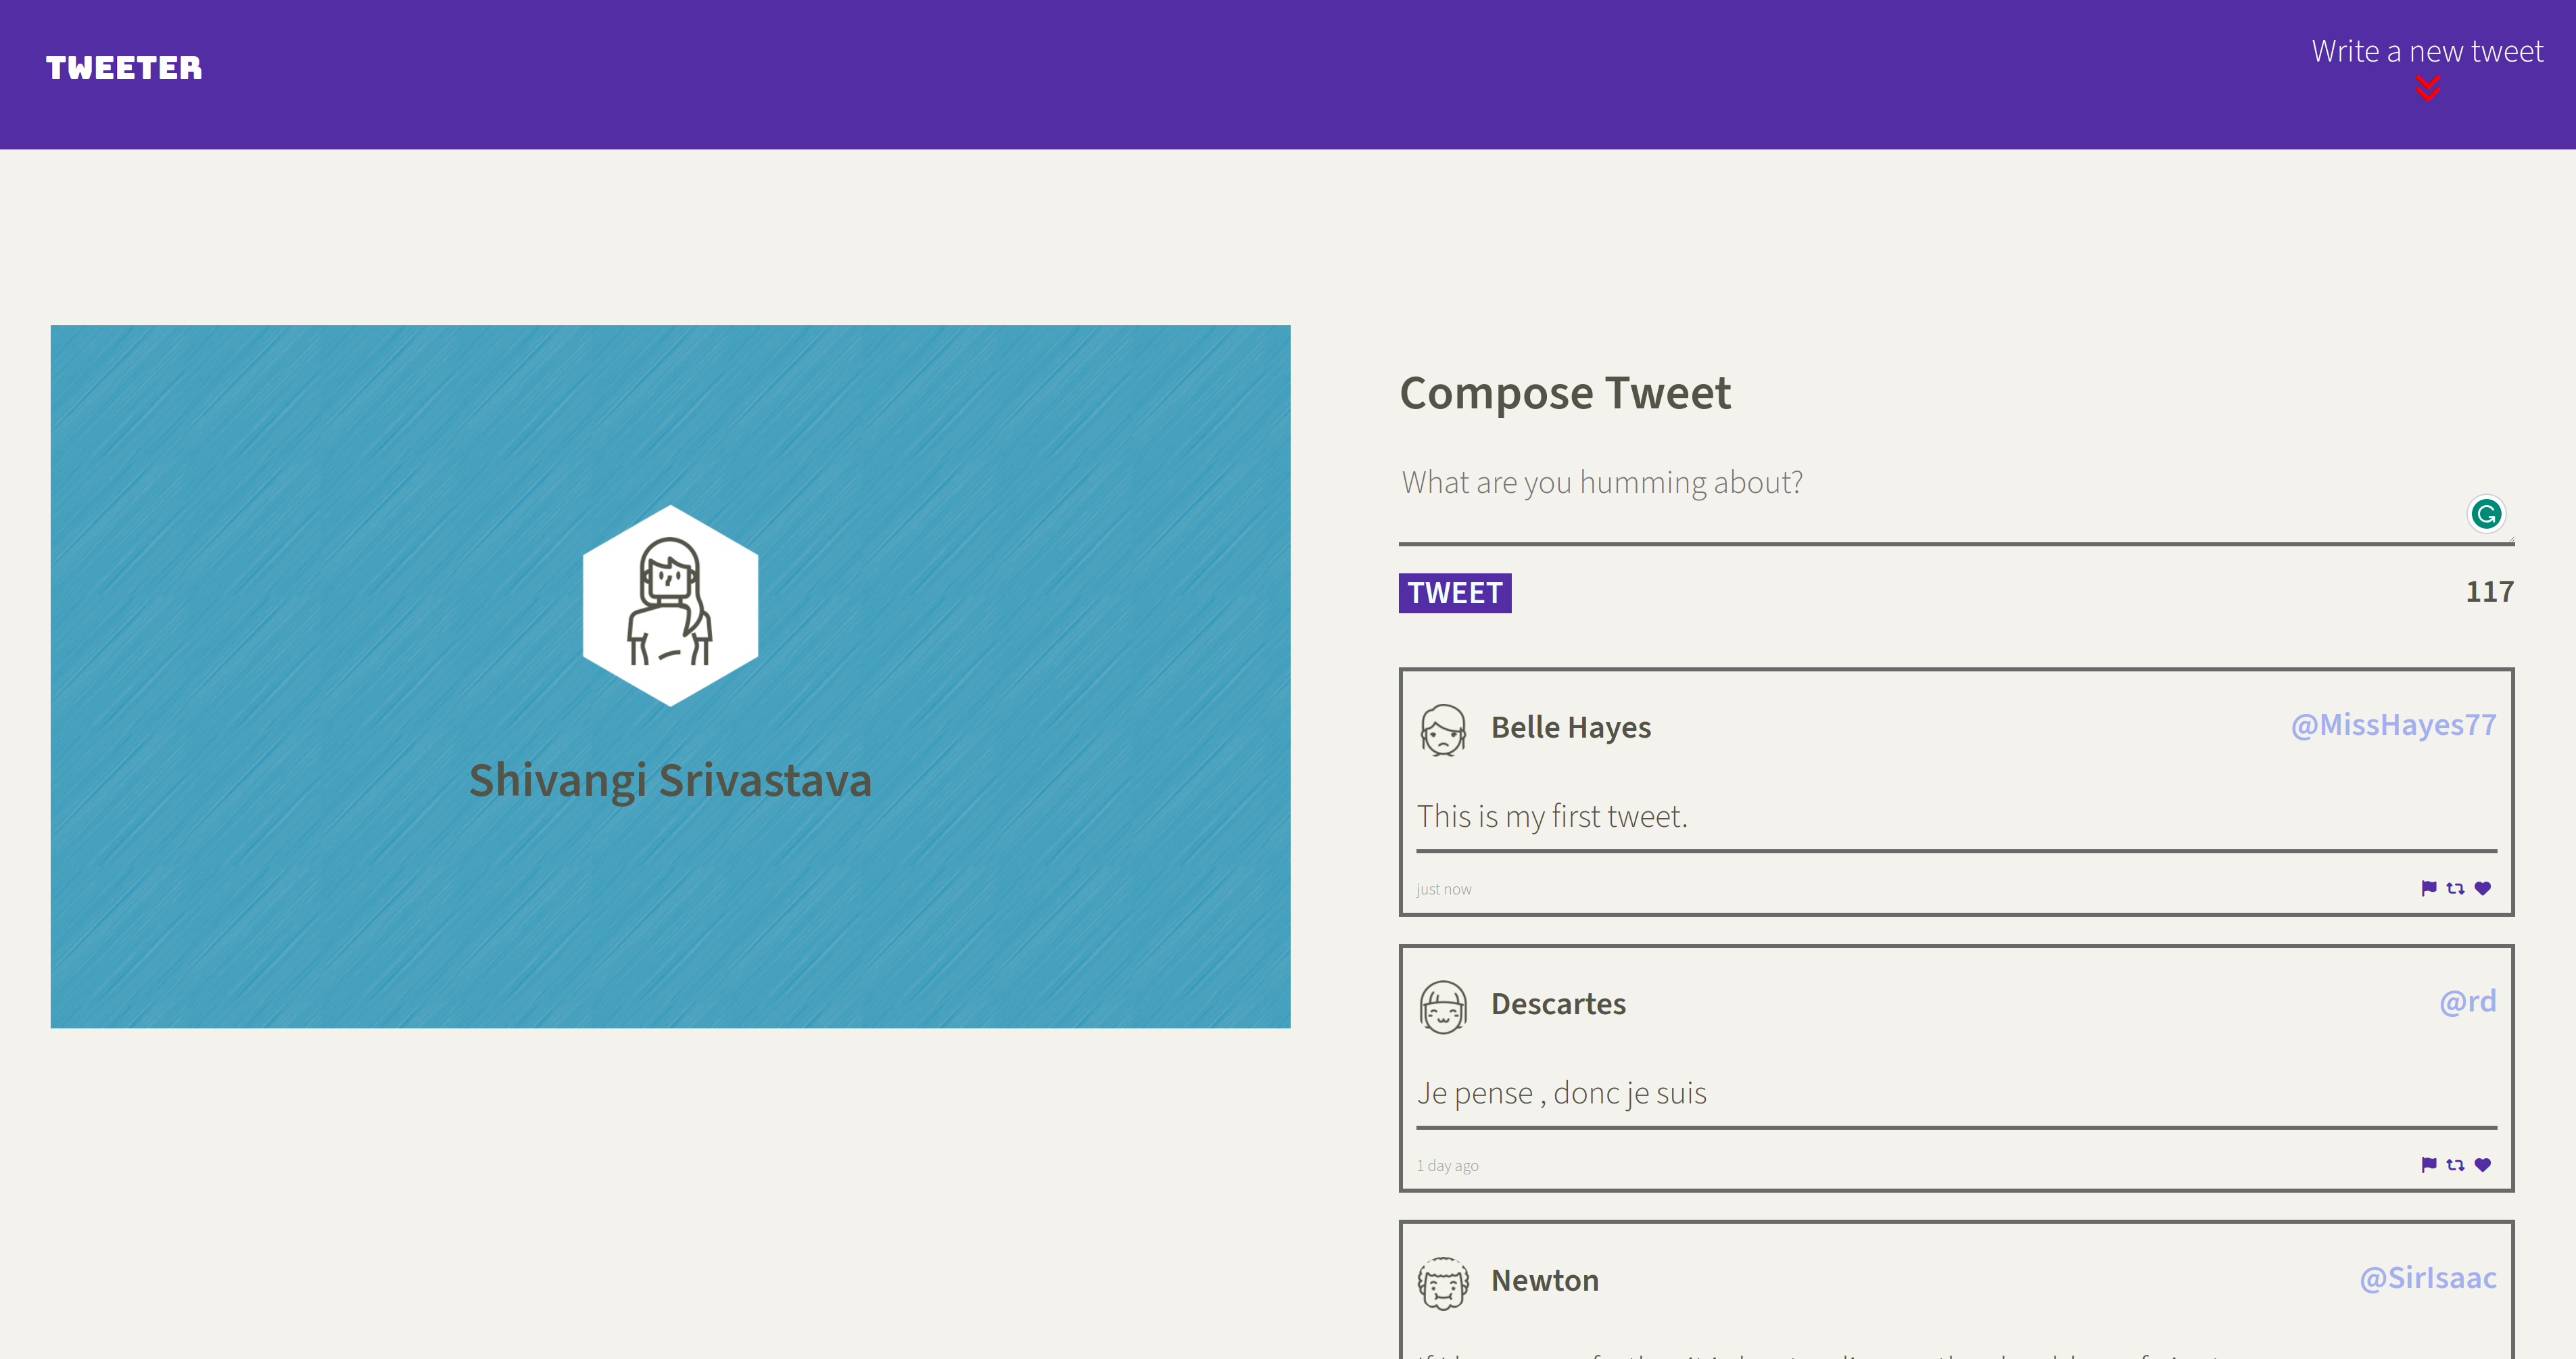 TWEETER
Write a new tweet
Shivangi Srivastava
Compose Tweet
What are you humming about?
TWEET
117
Belle Hayes
@MissHayes77
This is my first tweet.
just now
Descartes
@rd
Je pense , donc je suis
1 day ago
Newton
@SirIsaac